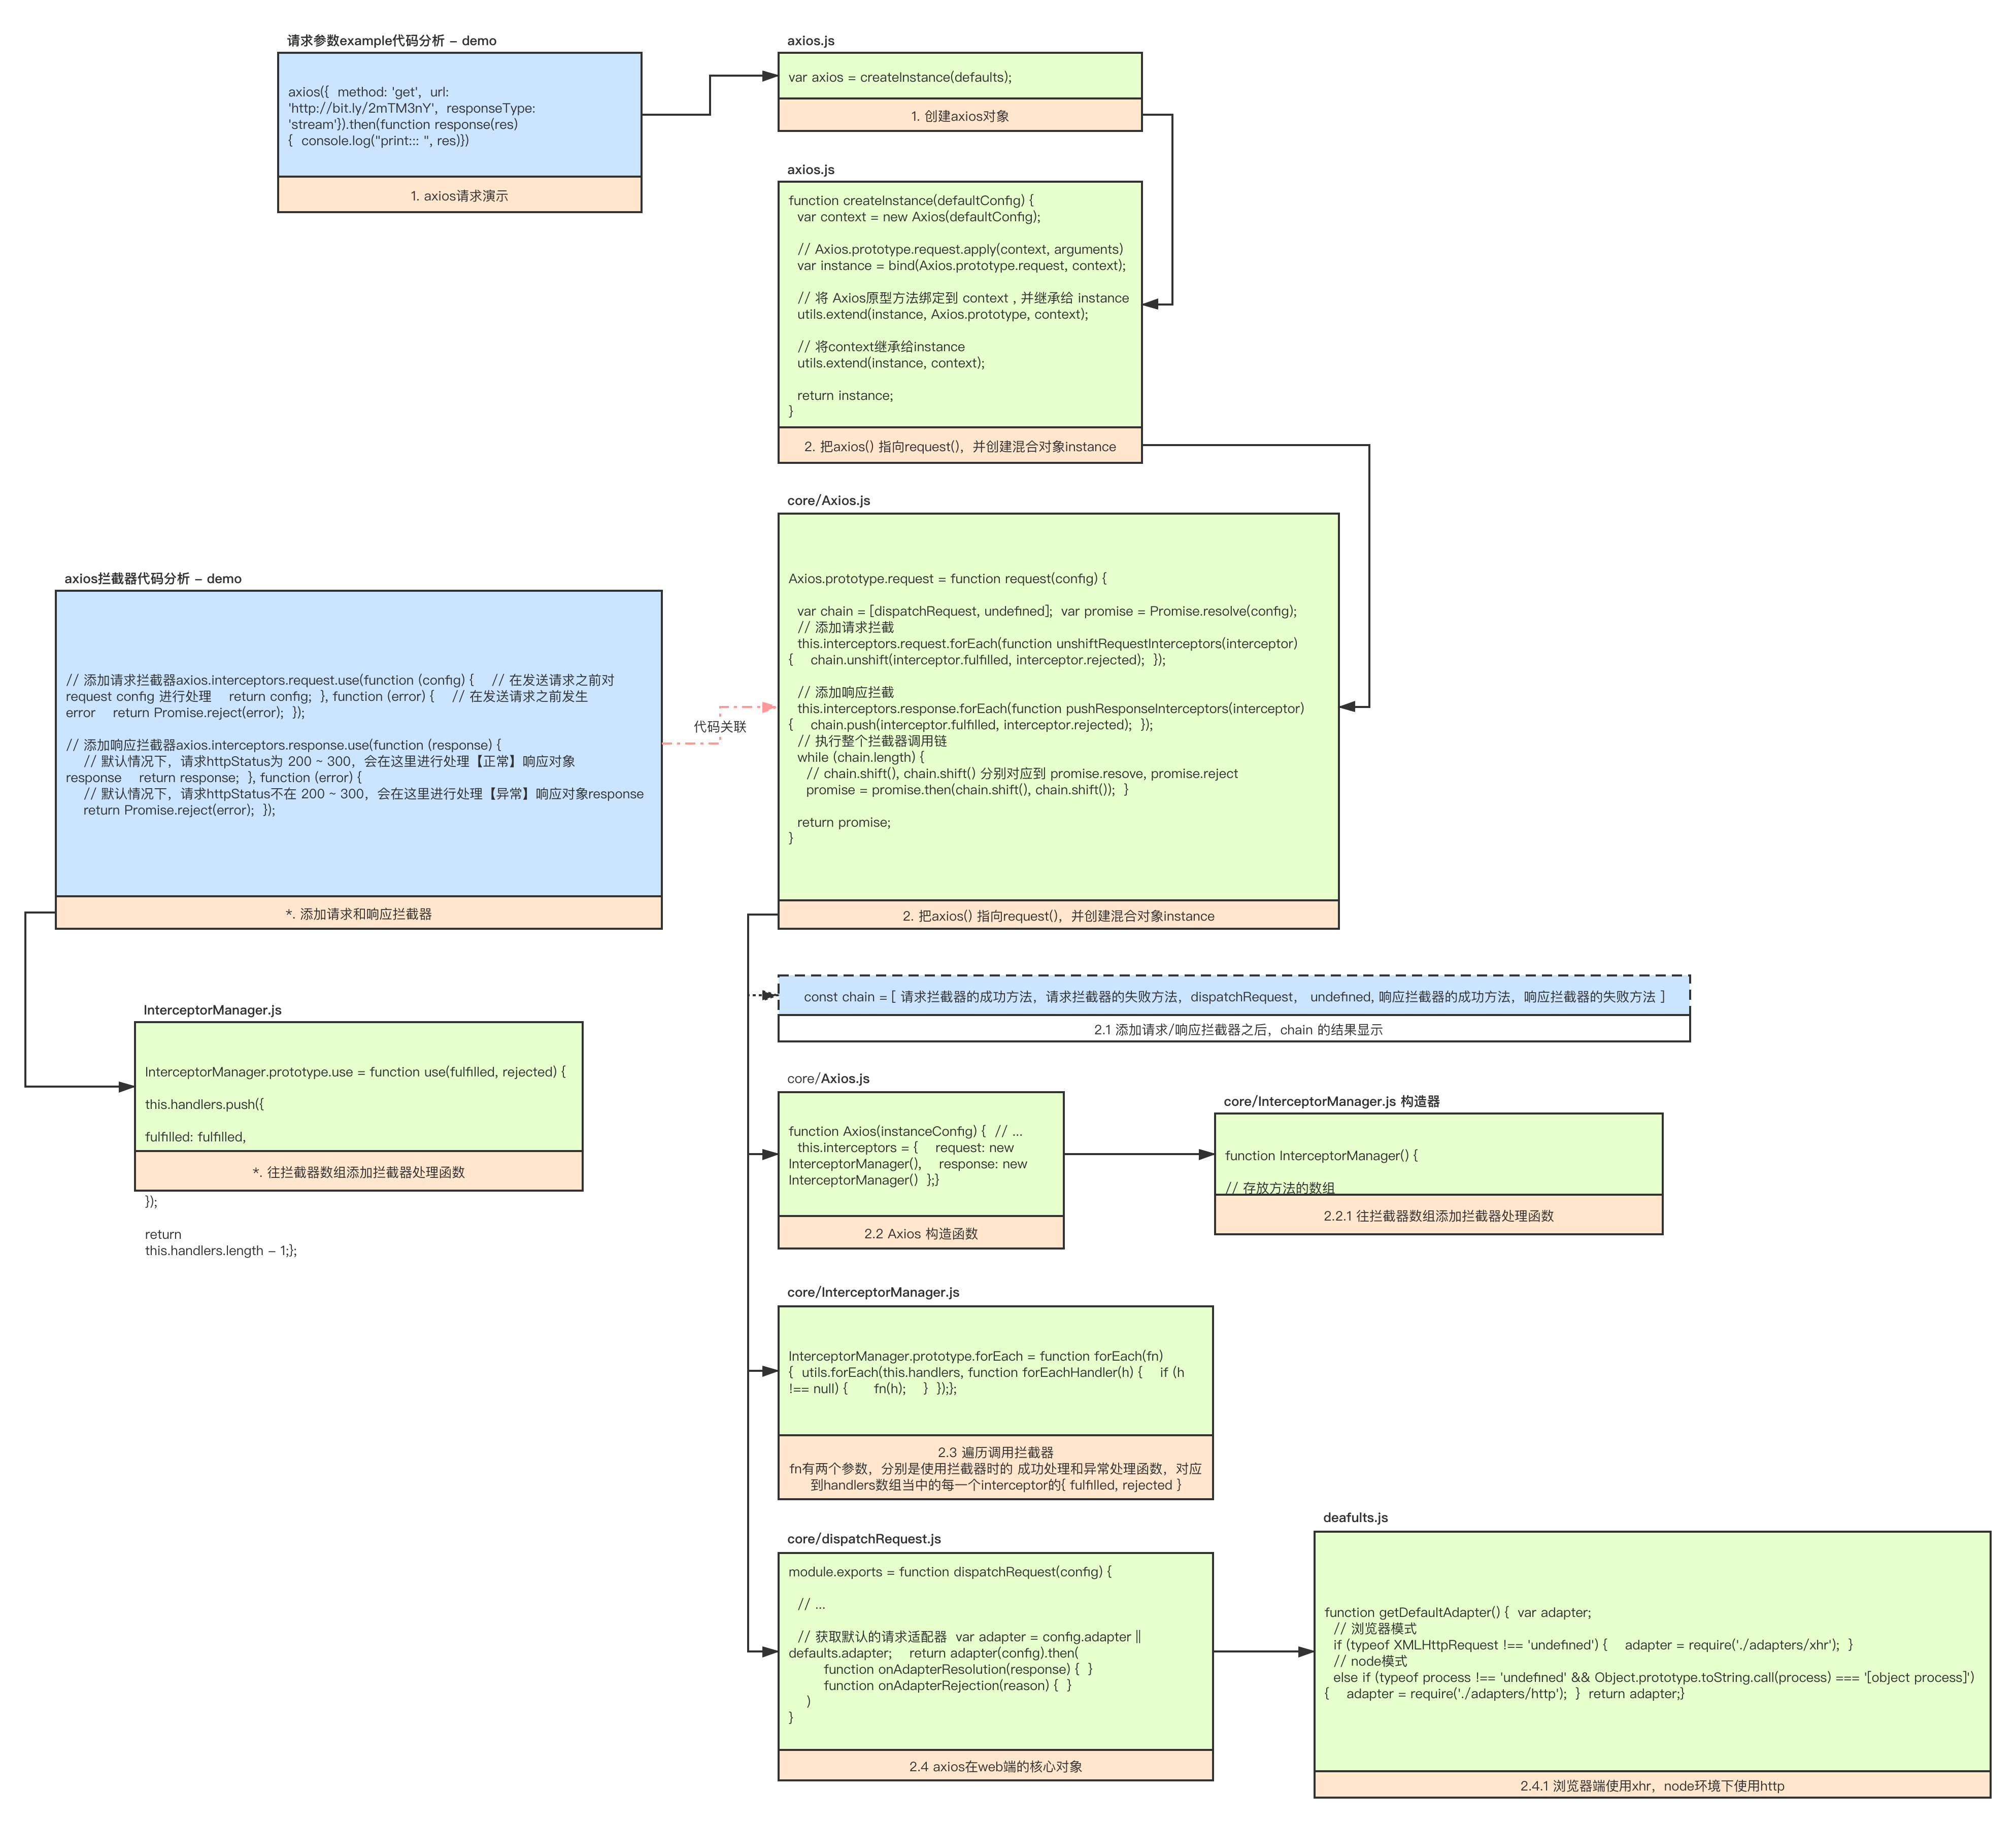 请求参数example代码分析 – demo
axios({  method: 'get',  url:
'http://bit.ly/2mTM3nY',  responseType:
'stream'}).then(function response(res)
{  console.log("print::: ", res)})
1. axios请求演示
axios.js
var axios = createInstance(defaults);
1. 创建axios对象
axios.js
function createInstance(defaultConfig) {
var context = new Axios(defaultConfig);
// Axios.prototype.request.apply(context, arguments)
var instance = bind(Axios.prototype.request, context);
// 将 Axios原型方法绑定到 context , 并继承给 instance
utils.extend(instance, Axios.prototype, context);
// 将context继承给instance
utils.extend(instance, context);
return instance;
}
2. 把axios() 指向request()，并创建混合对象instance
core/Axios.js
Axios.prototype.request = function request(config) {
var chain = [dispatchRequest, undefined];  var promise = Promise.resolve(config);
// 添加请求拦截
this.interceptors.request.forEach(function unshiftRequestInterceptors(interceptor)
{    chain.unshift(interceptor.fulfilled, interceptor.rejected);  });
// 添加响应拦截
this.interceptors.response.forEach(function pushResponseInterceptors(interceptor)
{    chain.push(interceptor.fulfilled, interceptor.rejected);  });
// 执行整个拦截器调用链
while (chain.length) {
// chain.shift(), chain.shift() 分别对应到 promise.resove, promise.reject
promise = promise.then(chain.shift(), chain.shift());  }
return promise;
}
2. 把axios() 指向request()，并创建混合对象instance
axios拦截器代码分析 – demo
// 添加请求拦截器axios.interceptors.request.use(function (config) {    // 在发送请求之前对
request config 进行处理    return config;  }, function (error) {    // 在发送请求之前发生
error    return Promise.reject(error);  });
// 添加响应拦截器axios.interceptors.response.use(function (response) {
// 默认情况下，请求httpStatus为 200 ~ 300，会在这里进行处理【正常】响应对象
response    return response;  }, function (error) {
// 默认情况下，请求httpStatus不在 200 ~ 300，会在这里进行处理【异常】响应对象response
return Promise.reject(error);  });
*. 添加请求和响应拦截器
代码关联
const chain = [ 请求拦截器的成功方法，请求拦截器的失败方法，dispatchRequest,   undefined, 响应拦截器的成功方法，响应拦截器的失败方法 ]
2.1 添加请求/响应拦截器之后，chain 的结果显示
InterceptorManager.js
InterceptorManager.prototype.use = function use(fulfilled, rejected) {
this.handlers.push({
fulfilled: fulfilled,
*. 往拦截器数组添加拦截器处理函数
});
return
this.handlers.length – 1;};
core/Axios.js
function Axios(instanceConfig) {  // ...
this.interceptors = {    request: new
InterceptorManager(),    response: new
InterceptorManager()  };}
2.2 Axios 构造函数
core/InterceptorManager.js 构造器
function InterceptorManager() {
// 存放方法的数组
2.2.1 往拦截器数组添加拦截器处理函数
core/InterceptorManager.js
InterceptorManager.prototype.forEach = function forEach(fn)
{  utils.forEach(this.handlers, function forEachHandler(h) {    if (h
!== null) {      fn(h);    }  });};
2.3 遍历调用拦截器
fn有两个参数，分别是使用拦截器时的 成功处理和异常处理函数，对应
到handlers数组当中的每一个interceptor的{ fulfilled, rejected }
core/dispatchRequest.js
module.exports = function dispatchRequest(config) {
// ...
// 获取默认的请求适配器  var adapter = config.adapter ||
defaults.adapter;    return adapter(config).then(
function onAdapterResolution(response) {  }
function onAdapterRejection(reason) {  }
)
}
2.4 axios在web端的核心对象
deafults.js
function getDefaultAdapter() {  var adapter;
// 浏览器模式
if (typeof XMLHttpRequest !== 'undefined') {    adapter = require('./adapters/xhr');  }
// node模式
else if (typeof process !== 'undefined' && Object.prototype.toString.call(process) === '[object process]')
{    adapter = require('./adapters/http');  }  return adapter;}
2.4.1 浏览器端使用xhr，node环境下使用http